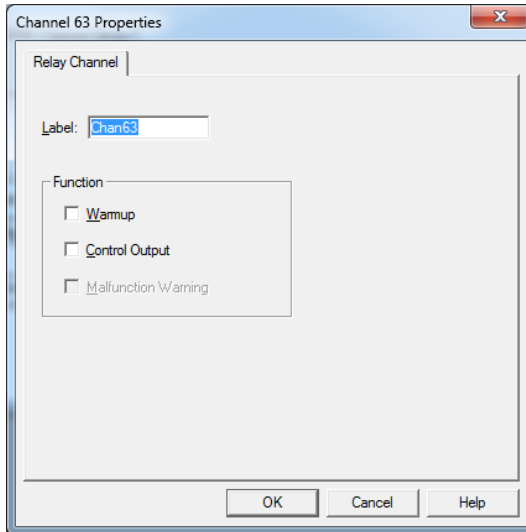 Channel 63 Properties
Relay Channel
Label: Chan63
Function
Warmup
Control Output
Malfunction Warning
OK Cancel Help